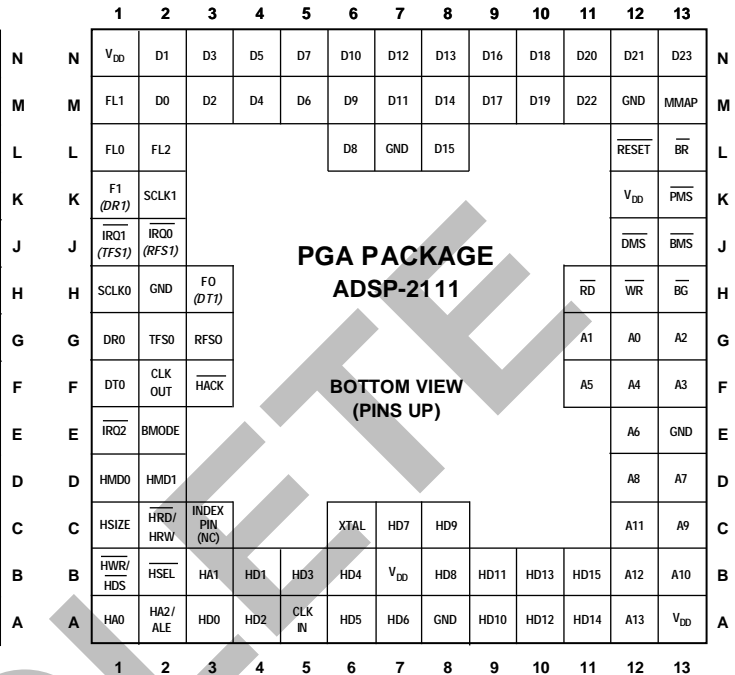 1 2 3 4 5 6 7 8 9 10 11 12 13
N N VDD D1 D3 D5 D7 D10 D12 D13 D16 D18 D20 D21 D23 N
M M FL1 D0 D2 D4 D6 D9 D11 D14 D17 D19 D22 GND MMAP M
L L FL0 FL2 D8 GND D15 RESET BR L
K K F1 (DR1) SCLK1 VDD PMS K
J J IRQ1 (TFS1) IRQ0 (RFS1) DMS BMS J
PGA PACKAGE
ADSP-2111
H H SCLK0 GND FO (DT1) RD WR BG H
G G DR0 TFS0 RFSO A1 A0 A2 G
F F DT0 CLK OUT HACK A5 A4 A3 F
BOTTOM VIEW
(PINS UP)
E E IRQ2 BMODE A6 GND E
D D HMD0 HMD1 A8 A7 D
C C HSIZE HRD/ HRW INDEX PIN (NC) XTAL HD7 HD9 A11 A9 C
B B HWR/ HDS HSEL HA1 HD1 HD3 HD4 VDD HD8 HD11 HD13 HD15 A12 A10 B
A A HA0 HA2/ ALE HD0 HD2 CLK IN HD5 HD6 GND HD10 HD12 HD14 A13 VDD A
1 2 3 4 5 6 7 8 9 10 11 12 13